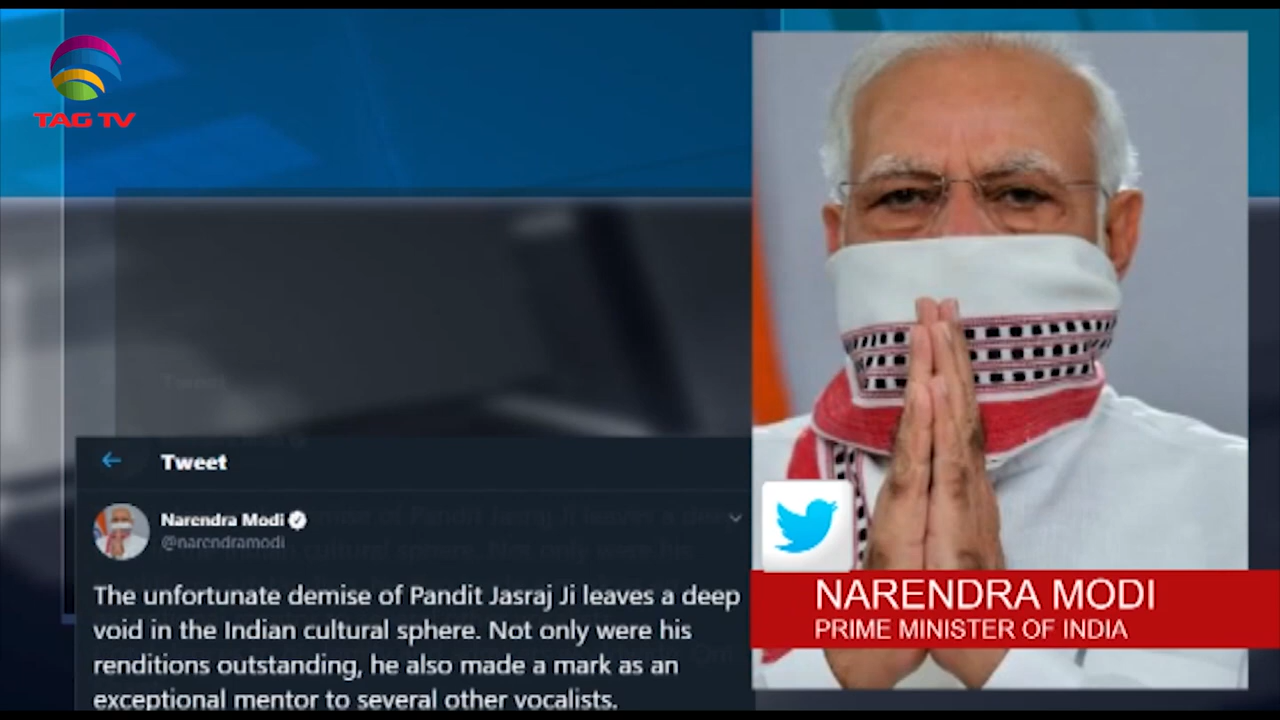 TAG TV
Tweet
Narendra Modi
@narendramodi
The unfortunate demise of Pandit Jasraj Ji leaves a deep
void in the Indian cultural sphere. Not only were his
renditions outstanding, he also made a mark as an
exceptional mentor to several other vocalists.
NARENDRA MODI
PRIME MINISTER OF INDIA